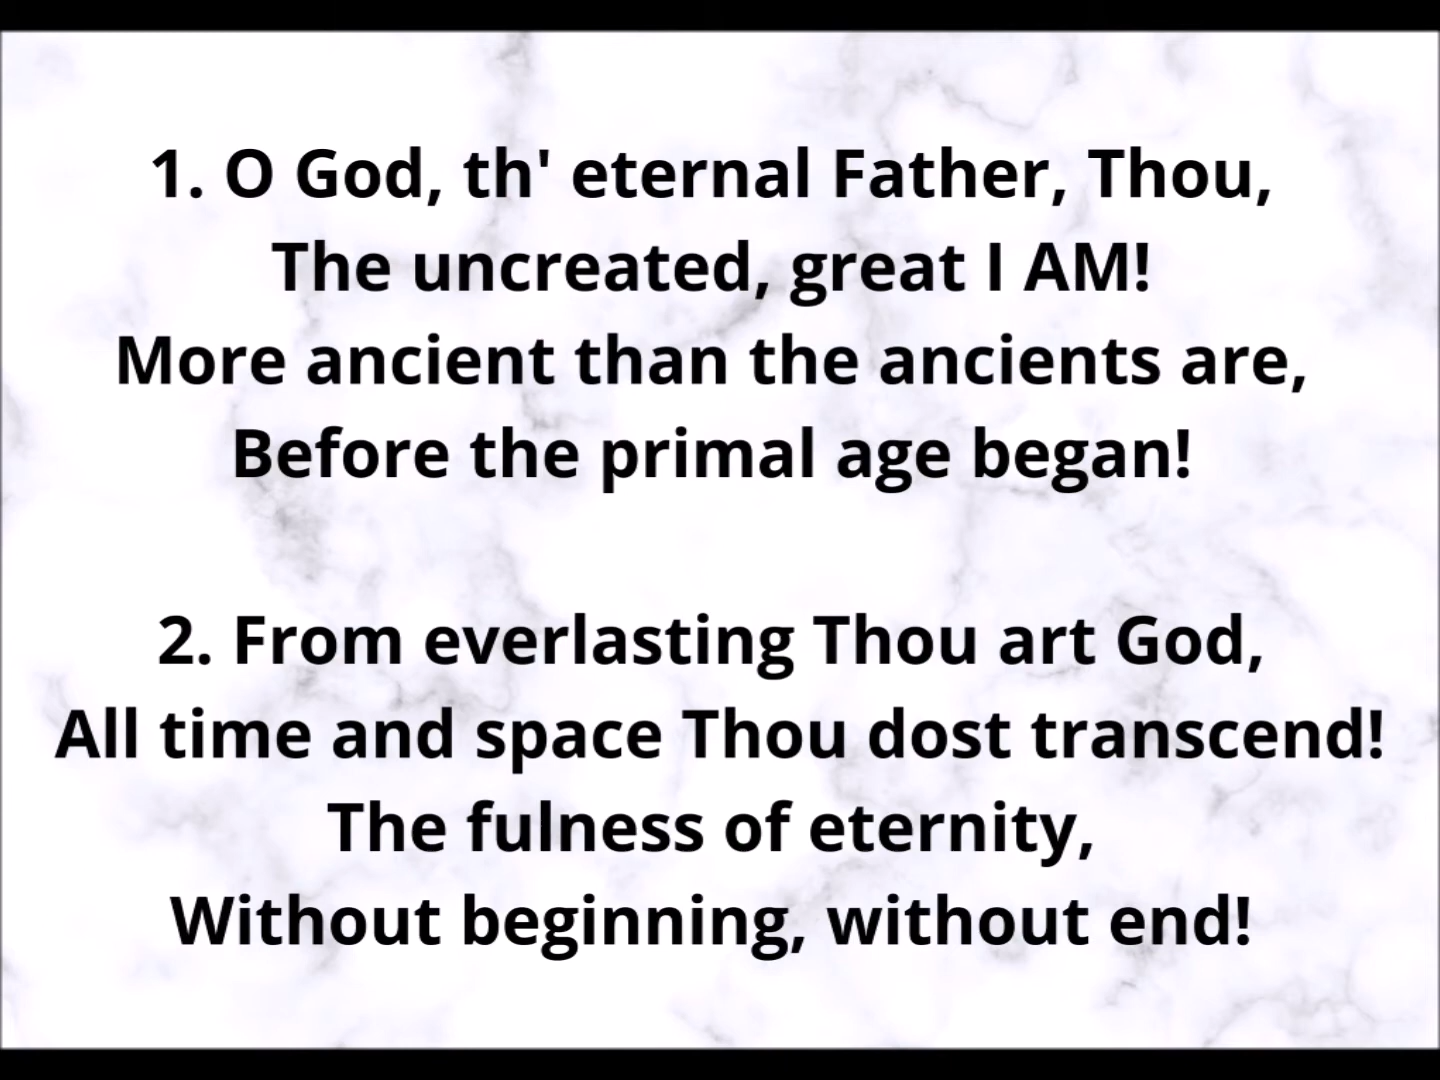 1. O God, th' eternal Father, Thou,
The uncreated, great I AM!
More ancient than the ancients are,
Before the primal age began!
2. From everlasting Thou art God,
All time and space Thou dost transcend!
The fulness of eternity,
Without beginning, without end!